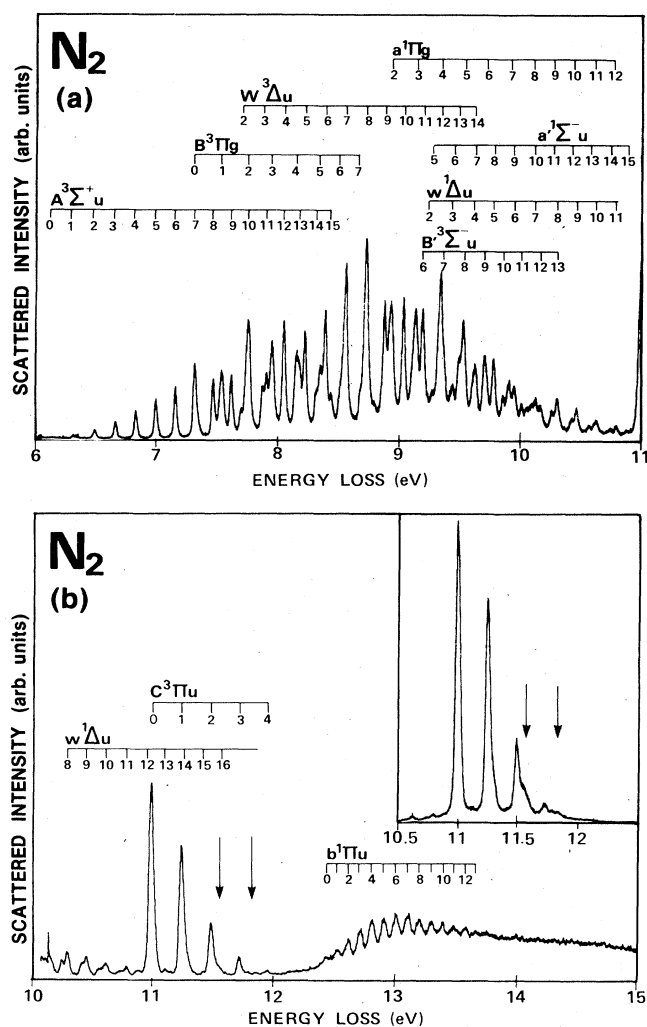 N₂
(a)
a¹Πg
2 3 4 5 6 7 8 9 10 11 12
W³Δu
2 3 4 5 6 7 8 9 10 11 12 13 14
a'¹Σ⁻u
5 6 7 8 9 10 11 12 13 14 15
B³Πg
0 1 2 3 4 5 6 7
w¹Δu
2 3 4 5 6 7 8 9 10 11
A³Σ⁺u
0 1 2 3 4 5 6 7 8 9 10 11 12 13 14 15
B'³Σ⁻u
6 7 8 9 10 11 12 13
SCATTERED INTENSITY (arb. units)
6 7 8 9 10 11
ENERGY LOSS (eV)
N₂
(b)
C³Πu
0 1 2 3 4
w¹Δu
8 9 10 11 12 13 14 15 16
10.5 11 11.5 12
b¹Πu
0 2 4 6 8 10 12
SCATTERED INTENSITY (arb. units)
10 11 12 13 14 15
ENERGY LOSS (eV)